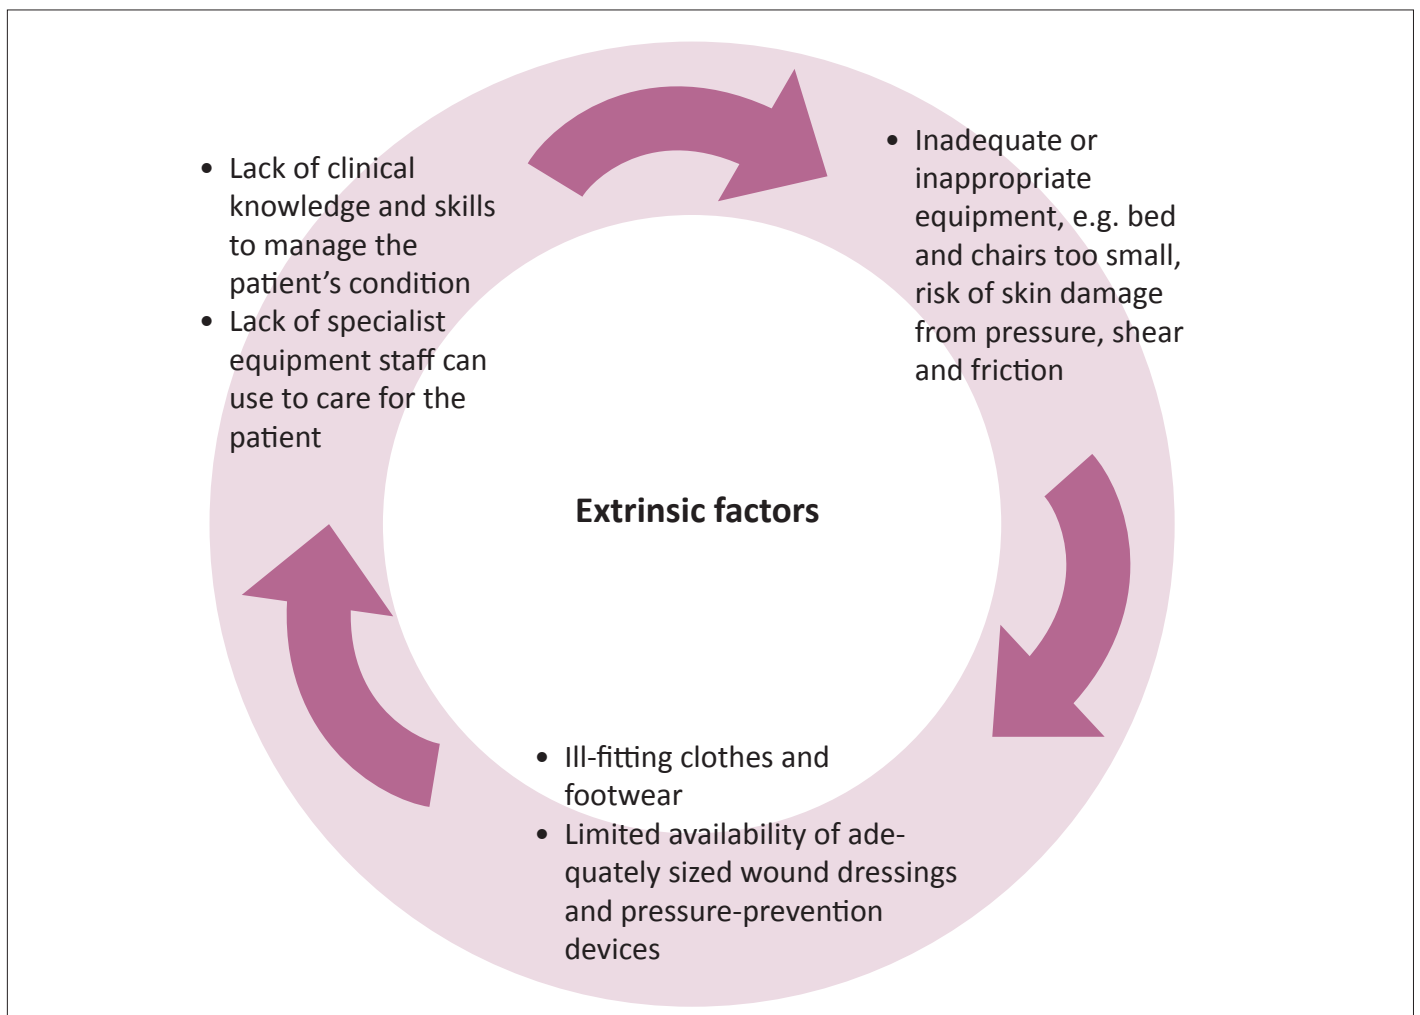 • Lack of clinical
knowledge and skills
to manage the
patient’s condition
• Lack of specialist
equipment staff can
use to care for the
patient
• Inadequate or
inappropriate
equipment, e.g. bed
and chairs too small,
risk of skin damage
from pressure, shear
and friction
Extrinsic factors
• Ill-fitting clothes and
footwear
• Limited availability of ade-
quately sized wound dressings
and pressure-prevention
devices